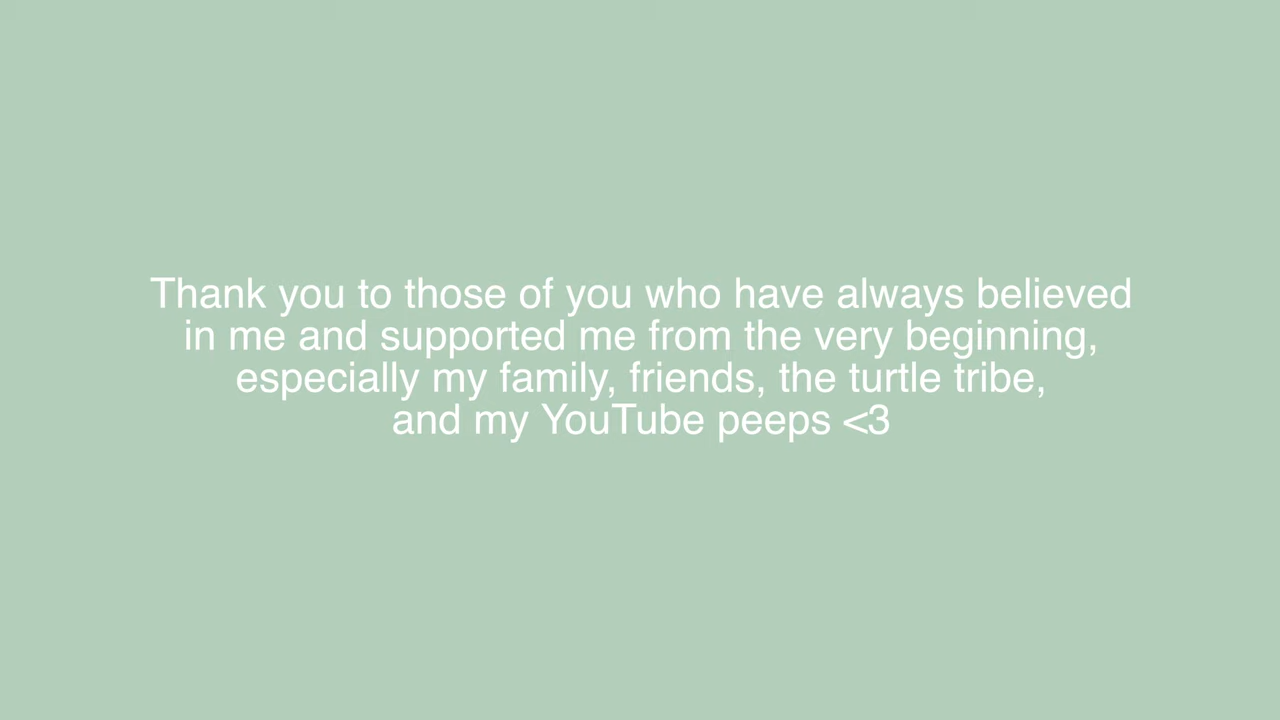 Thank you to those of you who have always believed
in me and supported me from the very beginning,
especially my family, friends, the turtle tribe,
and my YouTube peeps <3